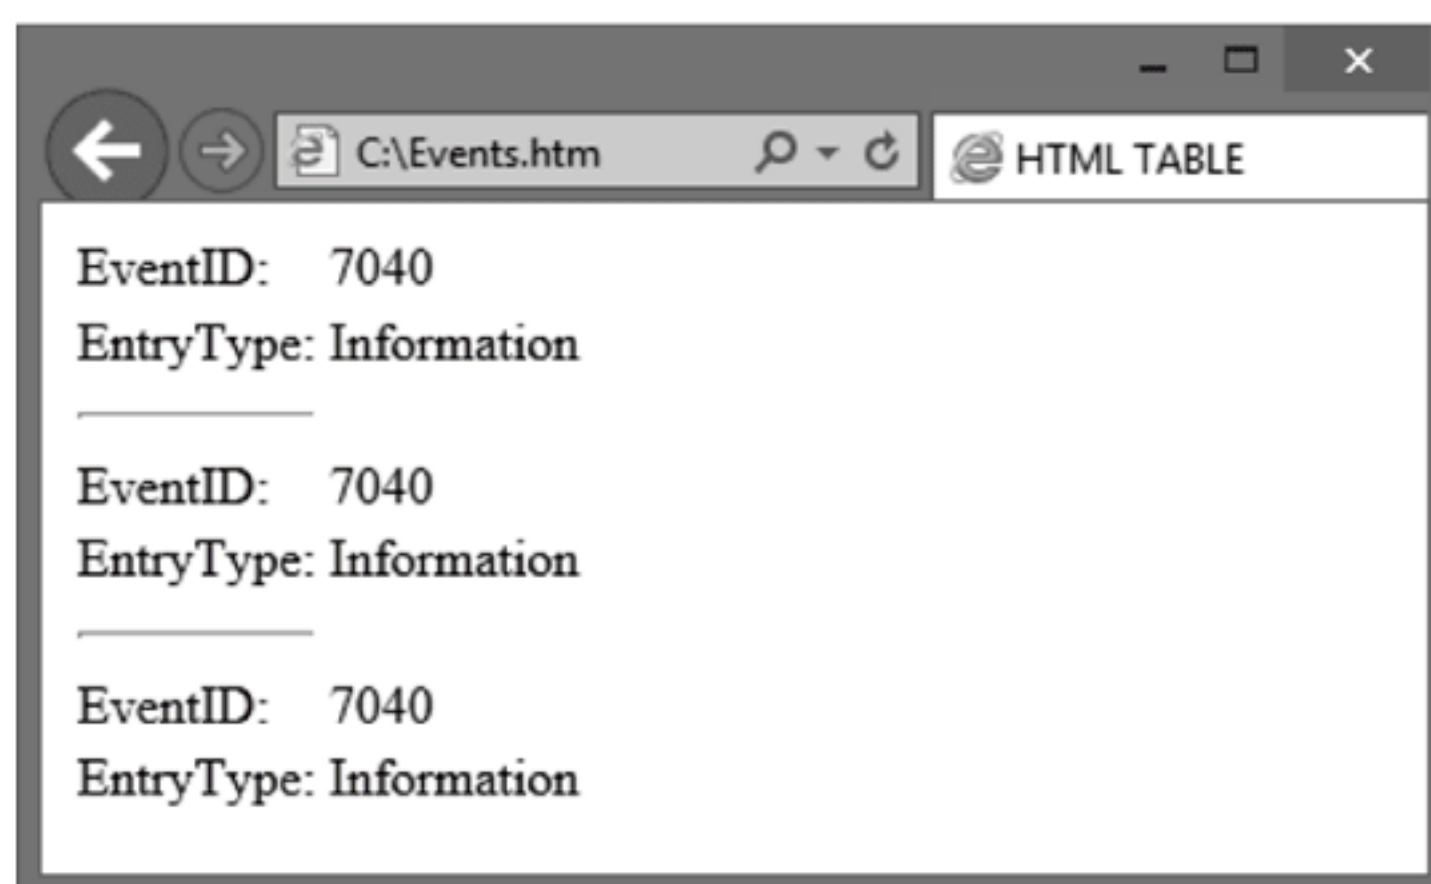 C:\Events.htm
HTML TABLE
EventID: 7040
EntryType: Information
EventID: 7040
EntryType: Information
EventID: 7040
EntryType: Information